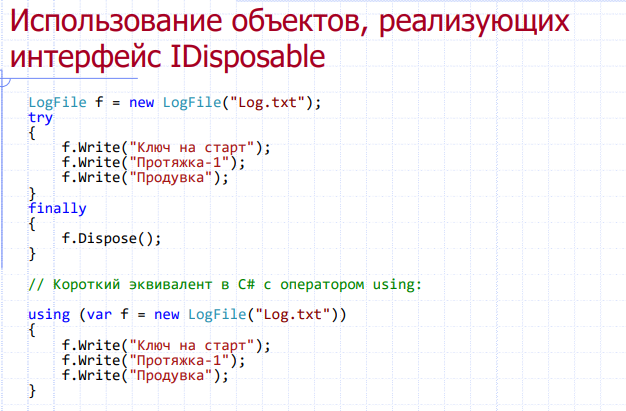 Использование объектов, реализующих
интерфейс IDisposable
LogFile f = new LogFile("Log.txt");
try
{
    f.Write("Ключ на старт");
    f.Write("Протяжка-1");
    f.Write("Продувка");
}
finally
{
    f.Dispose();
}
// Короткий эквивалент в C# с оператором using:
using (var f = new LogFile("Log.txt"))
{
    f.Write("Ключ на старт");
    f.Write("Протяжка-1");
    f.Write("Продувка");
}